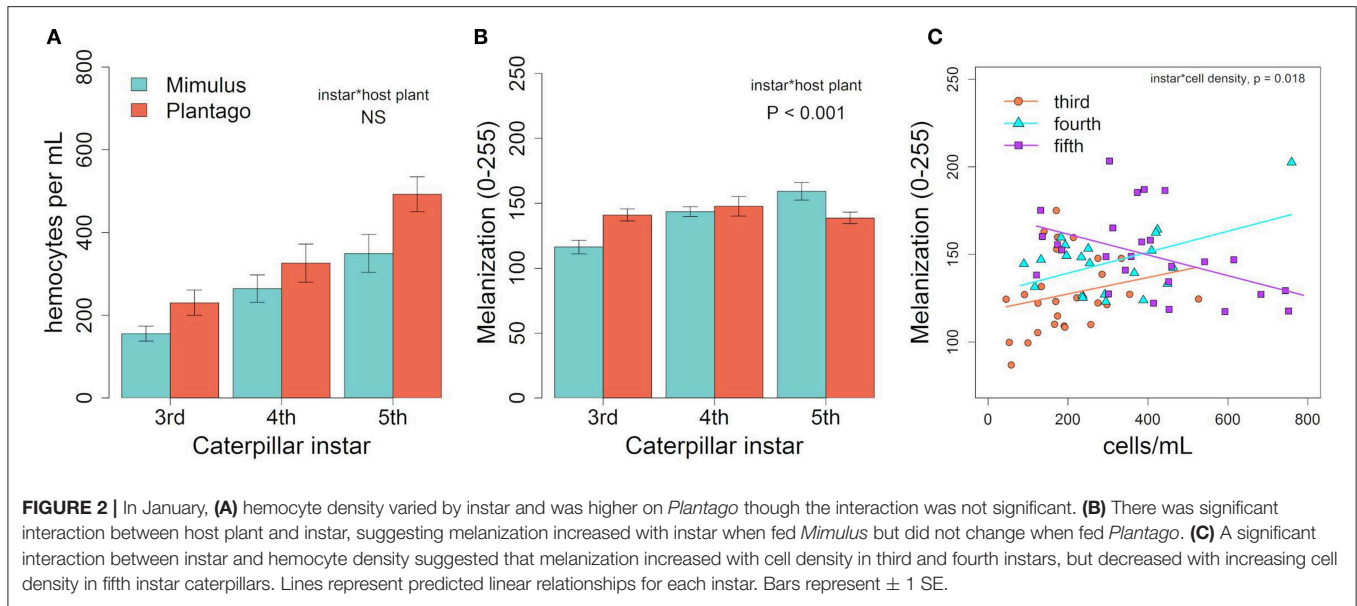 A
800
600
400
200
0
hemocytes per mL
Mimulus
Plantago
instar*host plant
NS
3rd
4th
5th
Caterpillar instar
B
250
200
150
100
50
0
Melanization (0-255)
instar*host plant
P < 0.001
3rd
4th
5th
Caterpillar instar
C
instar*cell density, p = 0.018
250
200
150
100
Melanization (0-255)
third
fourth
fifth
0
200
400
600
800
cells/mL
FIGURE 2 | In January, (A) hemocyte density varied by instar and was higher on Plantago though the interaction was not significant. (B) There was significant
interaction between host plant and instar, suggesting melanization increased with instar when fed Mimulus but did not change when fed Plantago. (C) A significant
interaction between instar and hemocyte density suggested that melanization increased with cell density in third and fourth instars, but decreased with increasing cell
density in fifth instar caterpillars. Lines represent predicted linear relationships for each instar. Bars represent ± 1 SE.